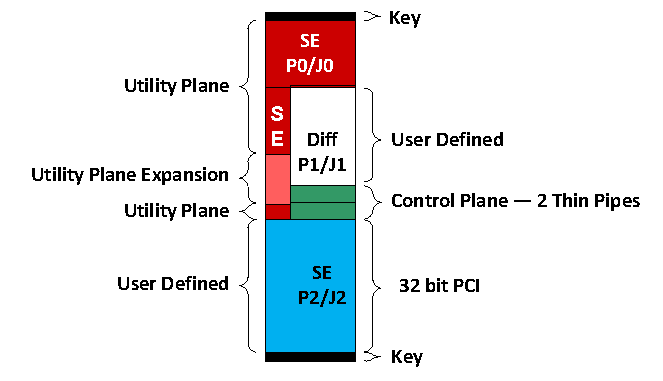 Key
SE
P0/J0
Utility Plane
S
E
Diff
P1/J1
User Defined
Utility Plane Expansion
Control Plane — 2 Thin Pipes
Utility Plane
User Defined
SE
P2/J2
32 bit PCI
Key